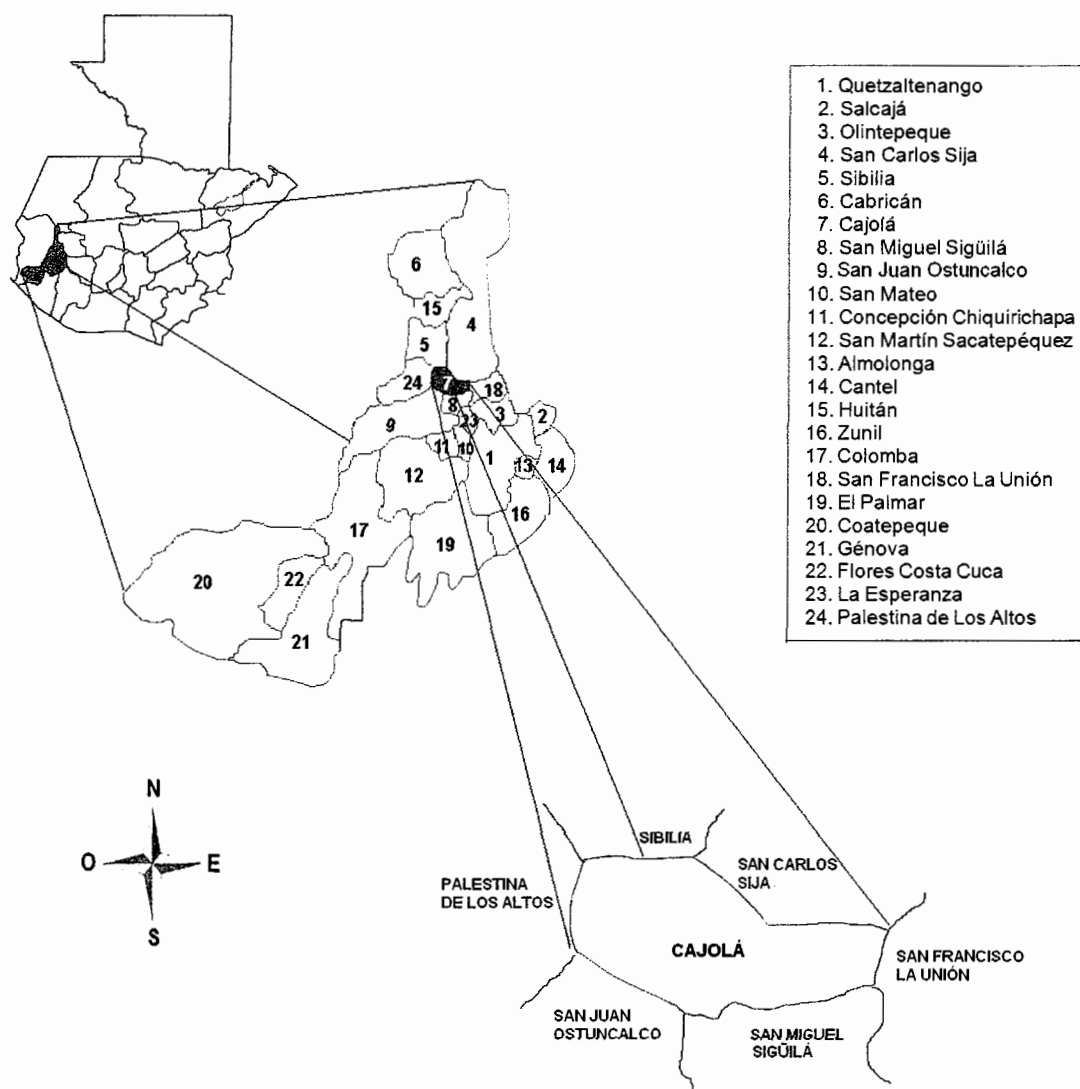 1. Quetzaltenango
2. Salcajá
3. Olintepeque
4. San Carlos Sija
5. Sibilia
6. Cabricán
7. Cajolá
8. San Miguel Sigüilá
9. San Juan Ostuncalco
10. San Mateo
11. Concepción Chiquirichapa
12. San Martín Sacatepéquez
13. Almolonga
14. Cantel
15. Huitán
16. Zunil
17. Colomba
18. San Francisco La Unión
19. El Palmar
20. Coatepeque
21. Génova
22. Flores Costa Cuca
23. La Esperanza
24. Palestina de Los Altos
6
15
4
5
24
7
18
8
23
3
2
9
11
10
1
13
14
12
16
17
19
20
22
21
N
O
E
S
SIBILIA
SAN CARLOS
SIJA
PALESTINA
DE LOS ALTOS
CAJOLÁ
SAN FRANCISCO
LA UNIÓN
SAN JUAN
OSTUNCALCO
SAN MIGUEL
SIGÜILÁ